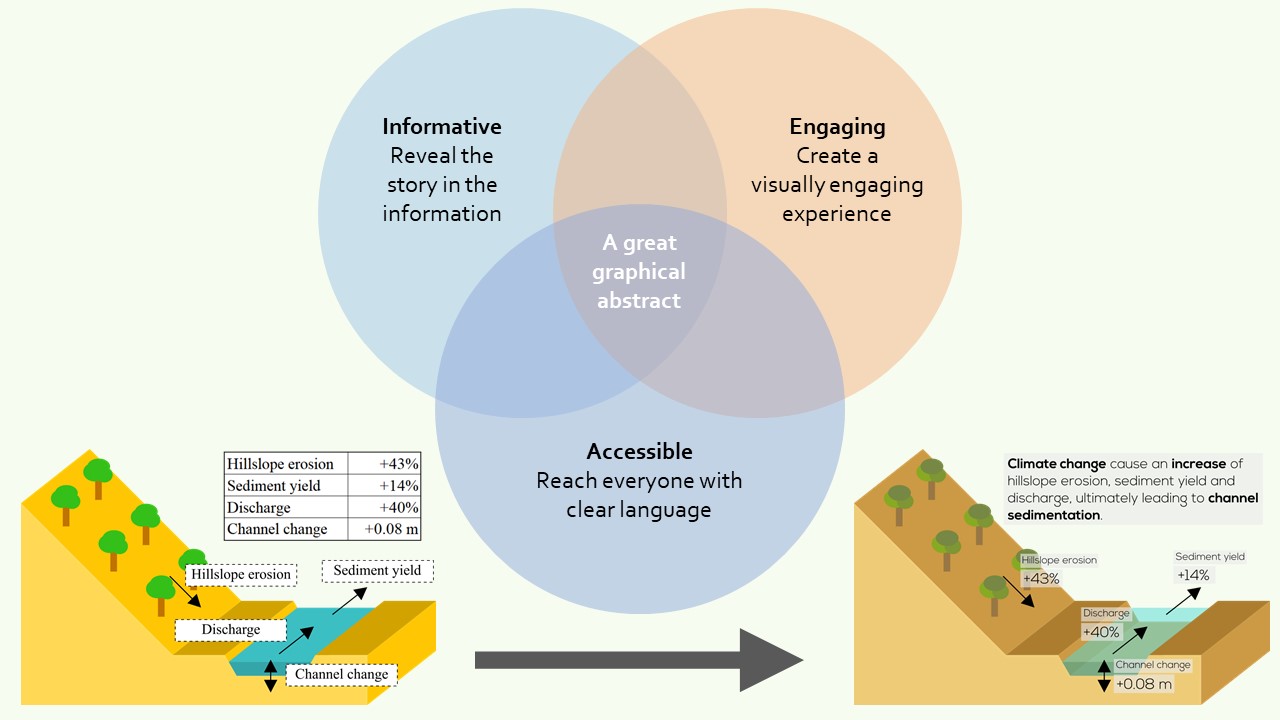 Informative
Reveal the
story in the
information
Engaging
Create a
visually engaging
experience
A great
graphical
abstract
Accessible
Reach everyone with
clear language
Hillslope erosion +43%
Sediment yield +14%
Discharge +40%
Channel change +0.08 m
Hillslope erosion
Sediment yield
Discharge
Channel change
Climate change cause an increase of
hillslope erosion, sediment yield and
discharge, ultimately leading to channel
sedimentation.
Hillslope erosion
+43%
Sediment yield
+14%
Discharge
+40%
Channel change
+0.08 m